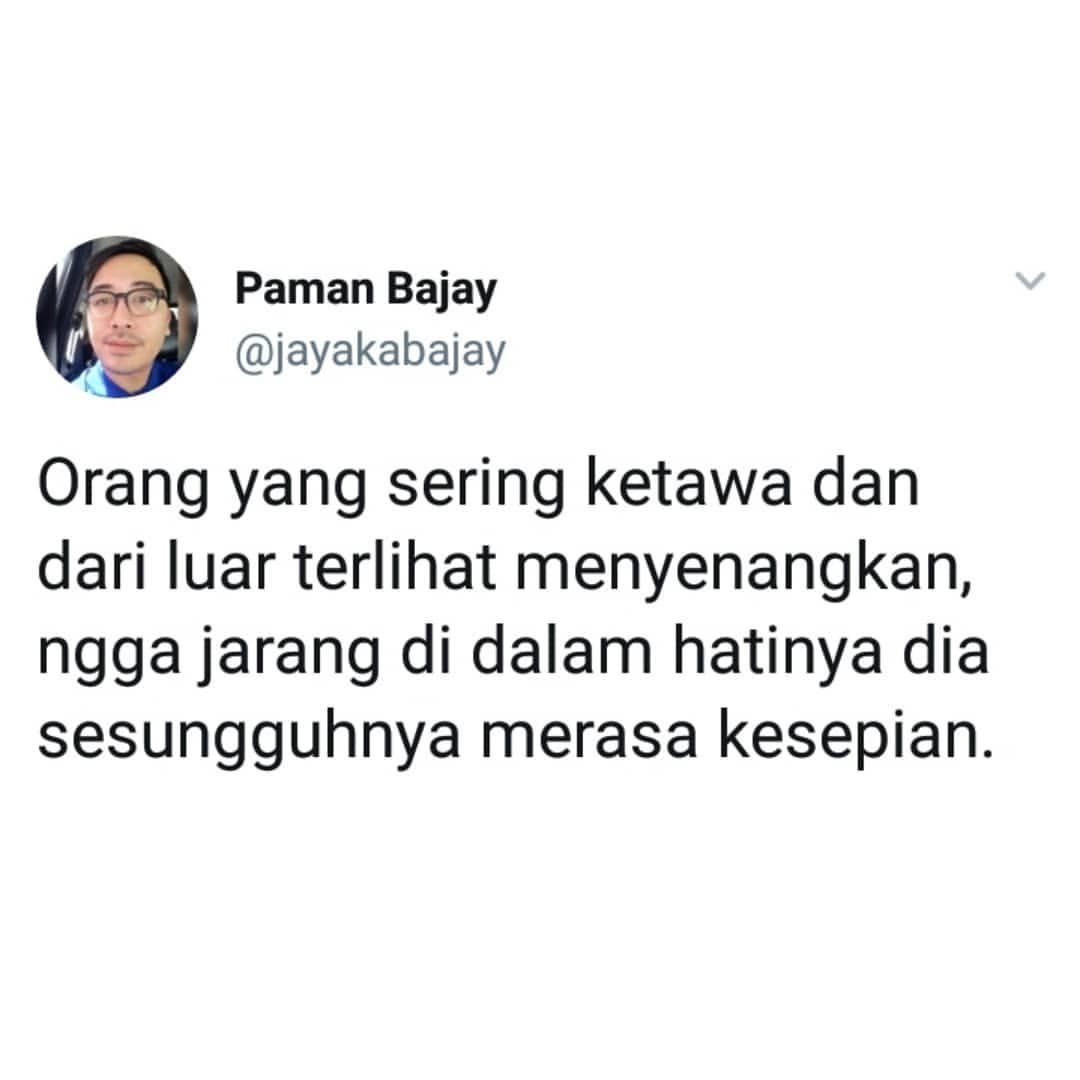 Paman Bajay
@jayakabajay
Orang yang sering ketawa dan
dari luar terlihat menyenangkan,
ngga jarang di dalam hatinya dia
sesungguhnya merasa kesepian.